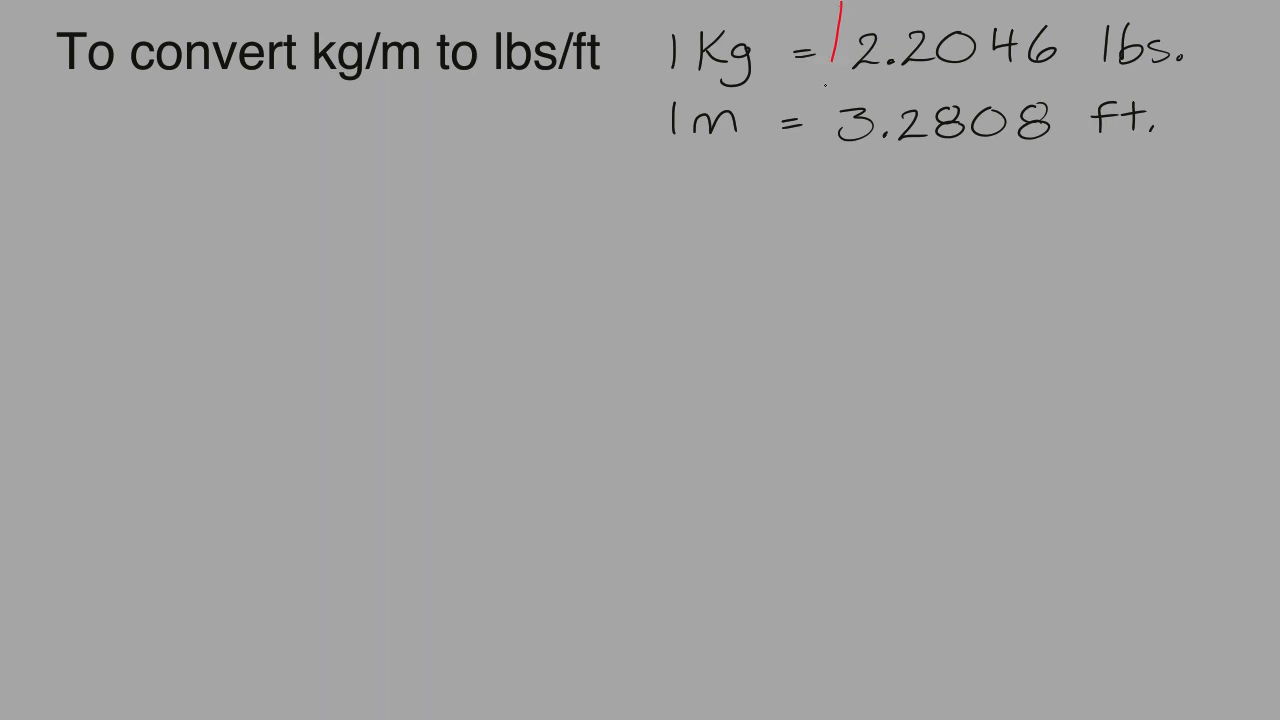 To convert kg/m to lbs/ft
1 Kg = 2.2046 lbs.
1 m = 3.2808 ft.